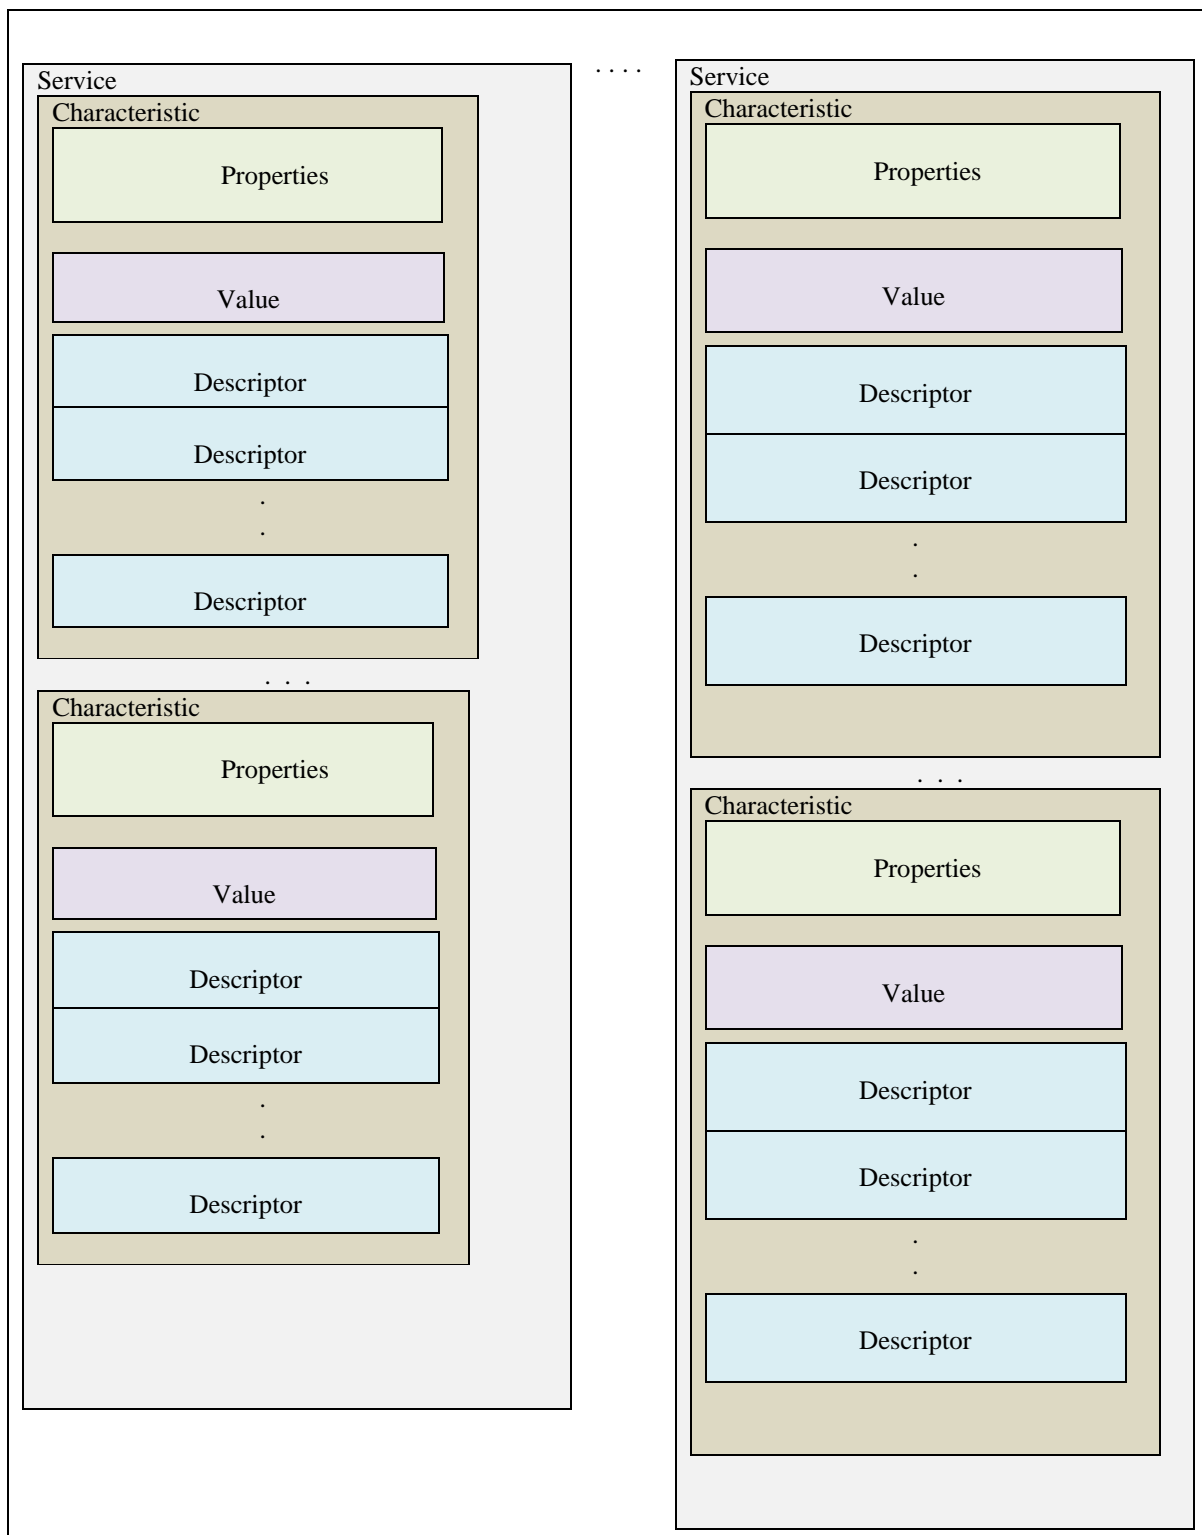 Service
Characteristic
Properties
Value
Descriptor
Descriptor
.
.
Descriptor
. . .
Characteristic
Properties
Value
Descriptor
Descriptor
.
.
Descriptor
. . . .
Service
Characteristic
Properties
Value
Descriptor
Descriptor
.
.
Descriptor
. . .
Characteristic
Properties
Value
Descriptor
Descriptor
.
.
Descriptor